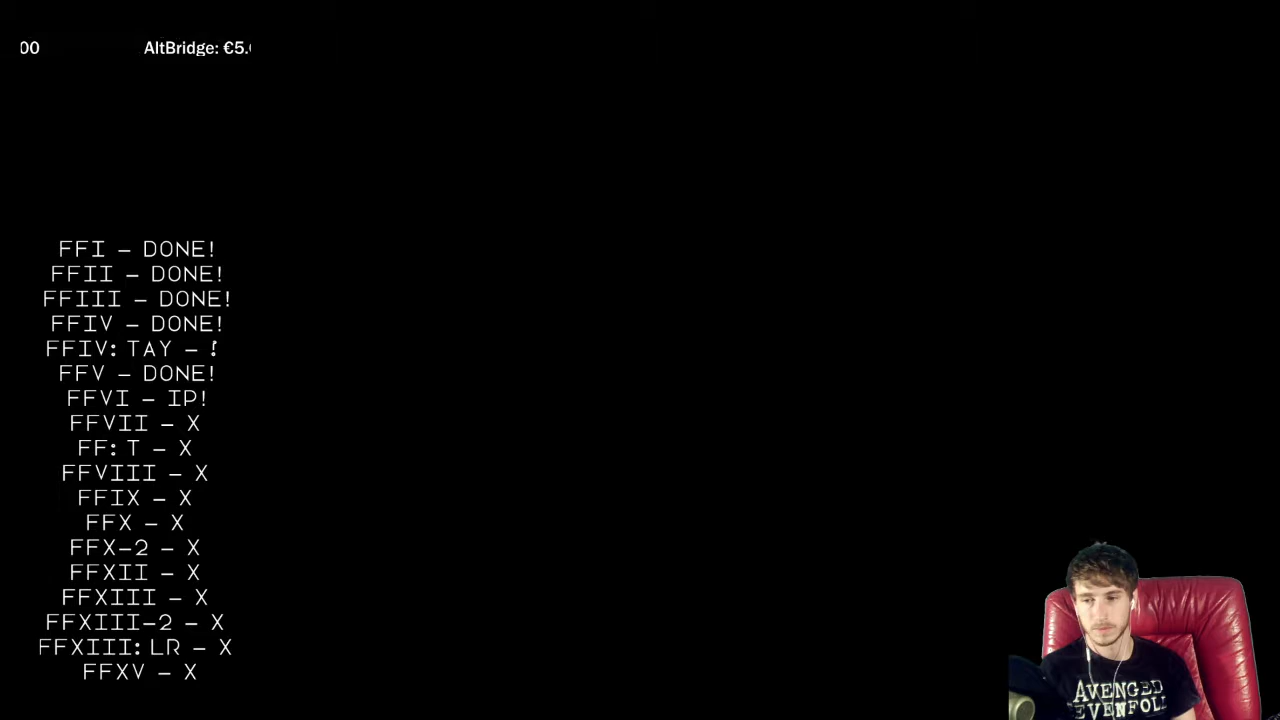 00 AltBridge: €5.
FFI – DONE!
FFII – DONE!
FFIII – DONE!
FFIV – DONE!
FFIV: TAY – !
FFV – DONE!
FFVI – IP!
FFVII – X
FF: T – X
FFVIII – X
FFIX – X
FFX – X
FFX-2 – X
FFXII – X
FFXIII – X
FFXIII-2 – X
FFXIII: LR – X
FFXV – X
AVENGED
SEVENFOLD